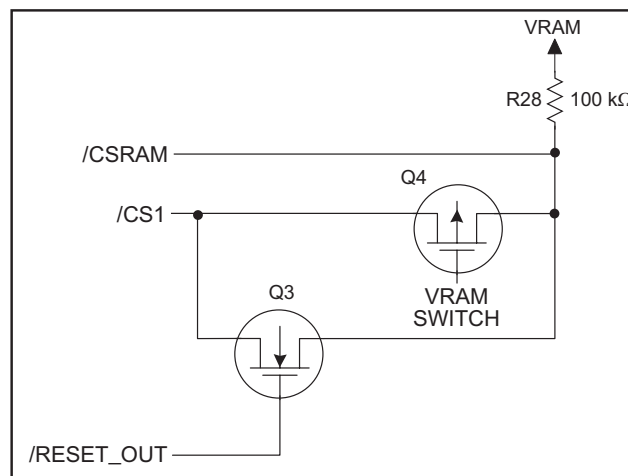 VRAM
R28 100 kΩ
/CSRAM
Q4
/CS1
VRAM
SWITCH
Q3
/RESET_OUT